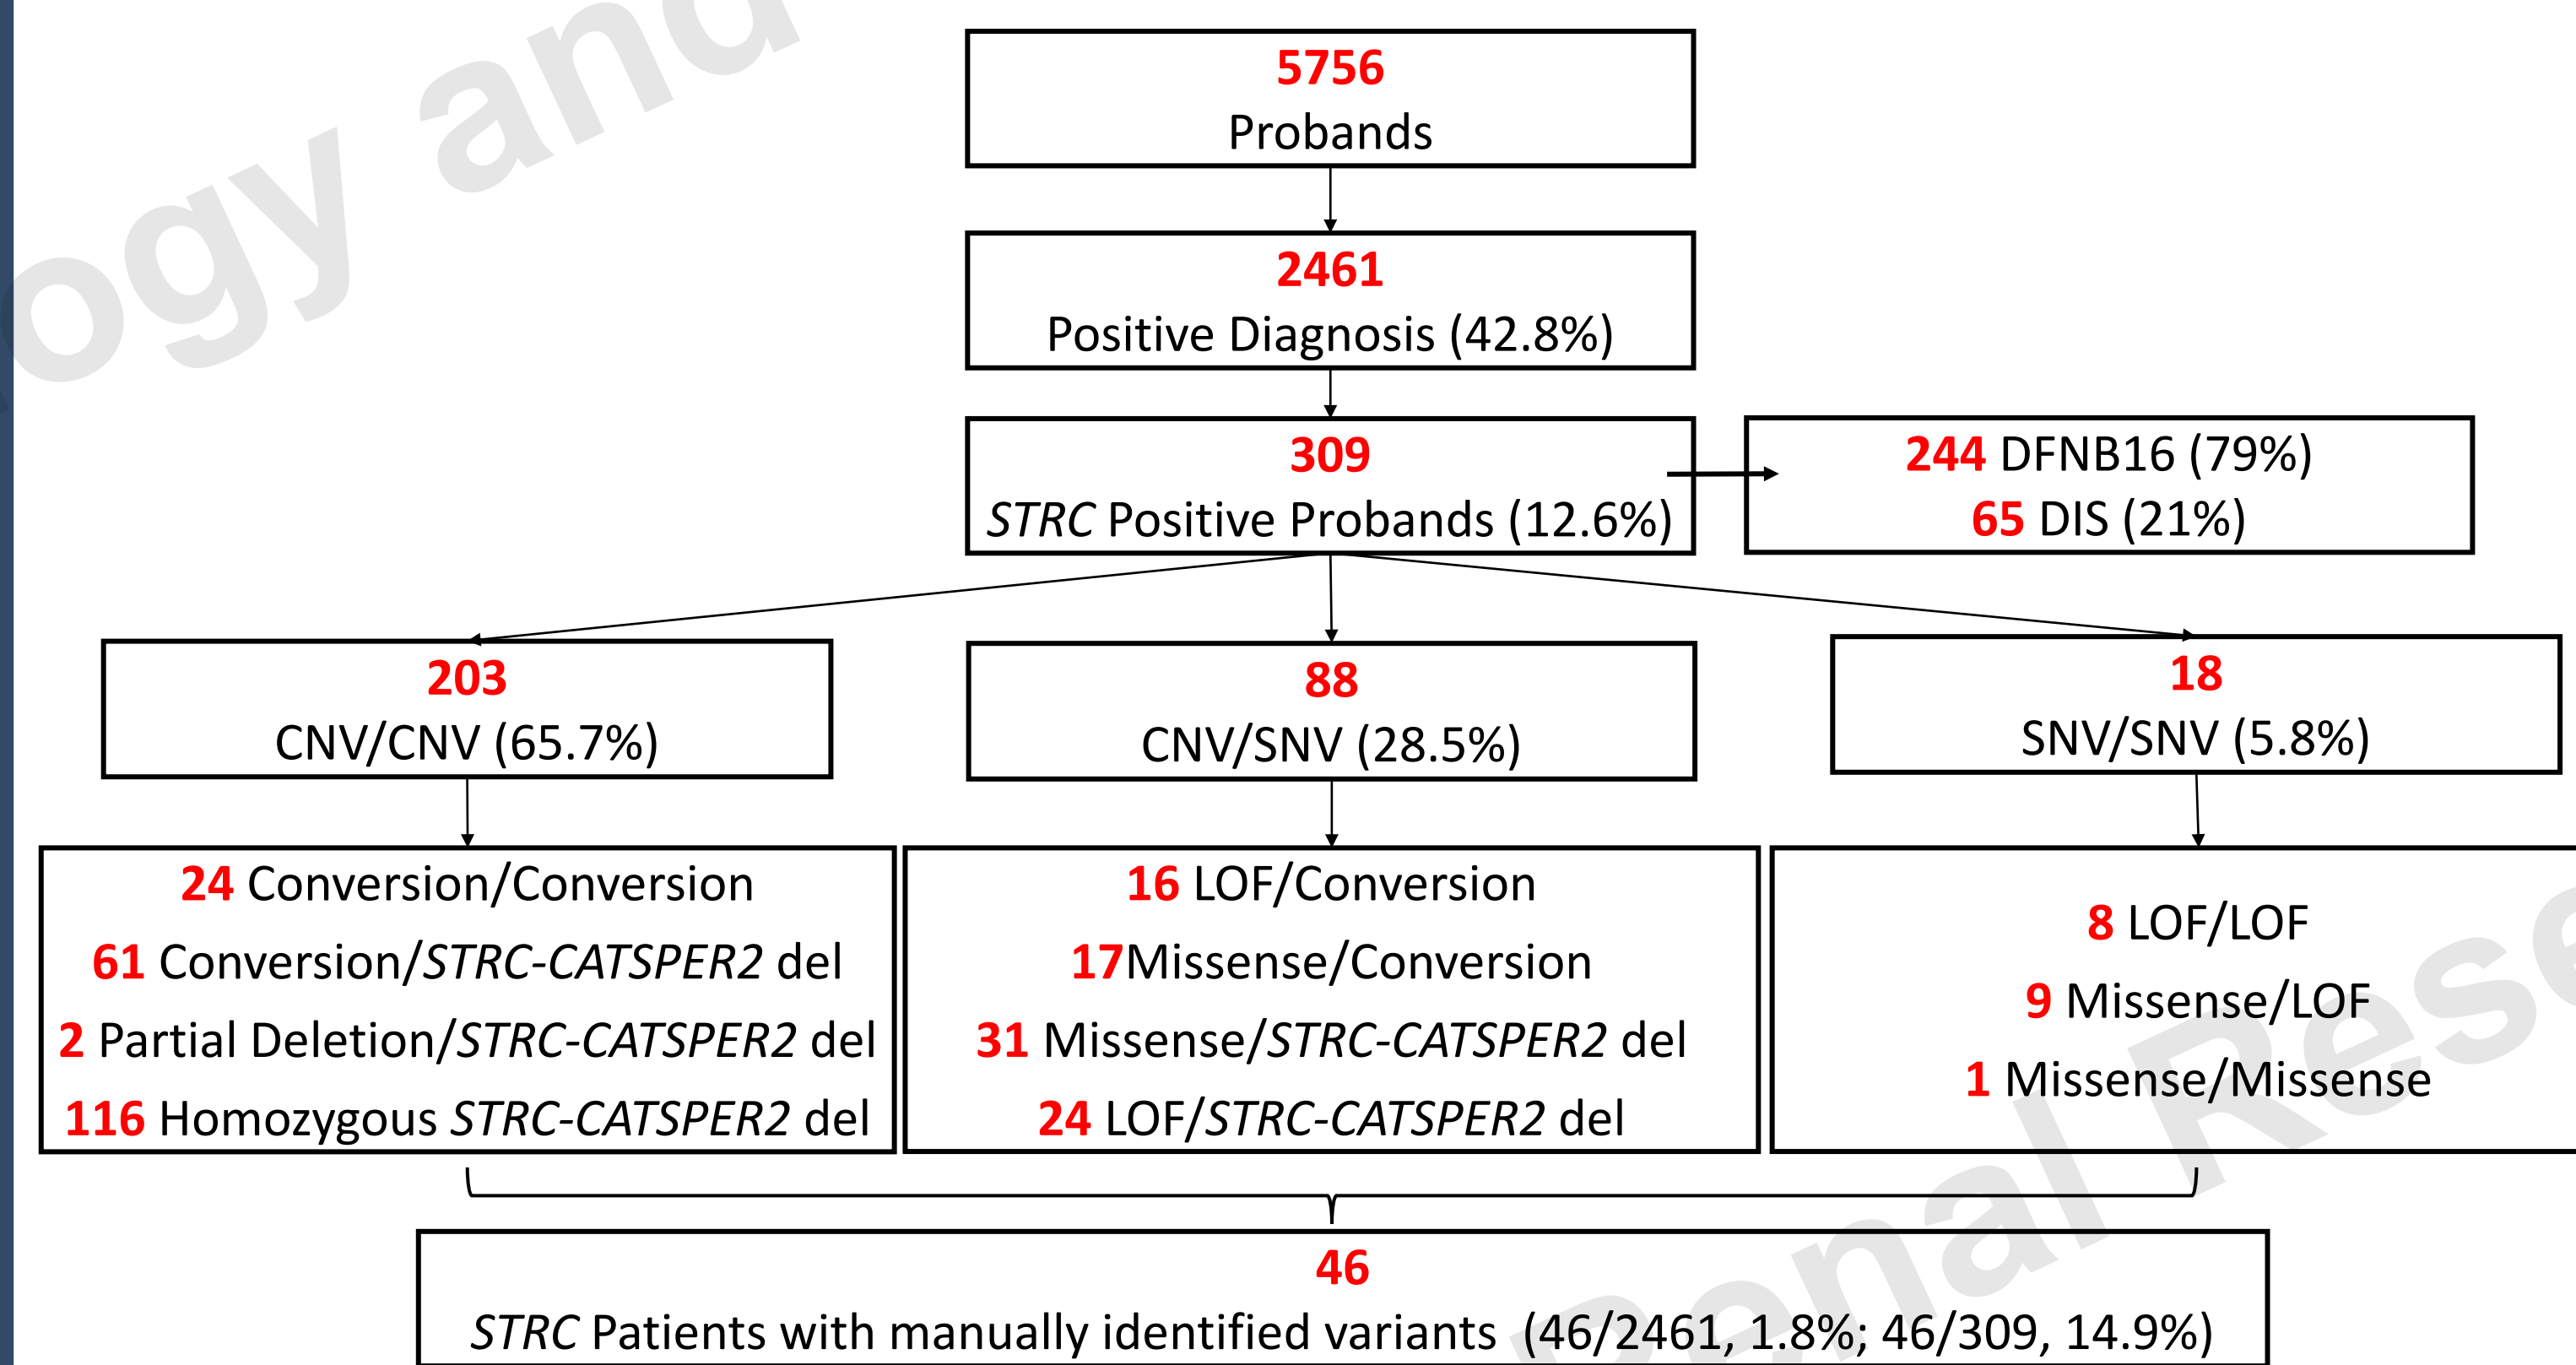 5756
Probands
2461
Positive Diagnosis (42.8%)
309
STRC Positive Probands (12.6%)
244 DFNB16 (79%)
65 DIS (21%)
203
CNV/CNV (65.7%)
88
CNV/SNV (28.5%)
18
SNV/SNV (5.8%)
24 Conversion/Conversion
61 Conversion/STRC-CATSPER2 del
2 Partial Deletion/STRC-CATSPER2 del
116 Homozygous STRC-CATSPER2 del
16 LOF/Conversion
17Missense/Conversion
31 Missense/STRC-CATSPER2 del
24 LOF/STRC-CATSPER2 del
8 LOF/LOF
9 Missense/LOF
1 Missense/Missense
46
STRC Patients with manually identified variants (46/2461, 1.8%; 46/309, 14.9%)
ogy and
Renal Rese